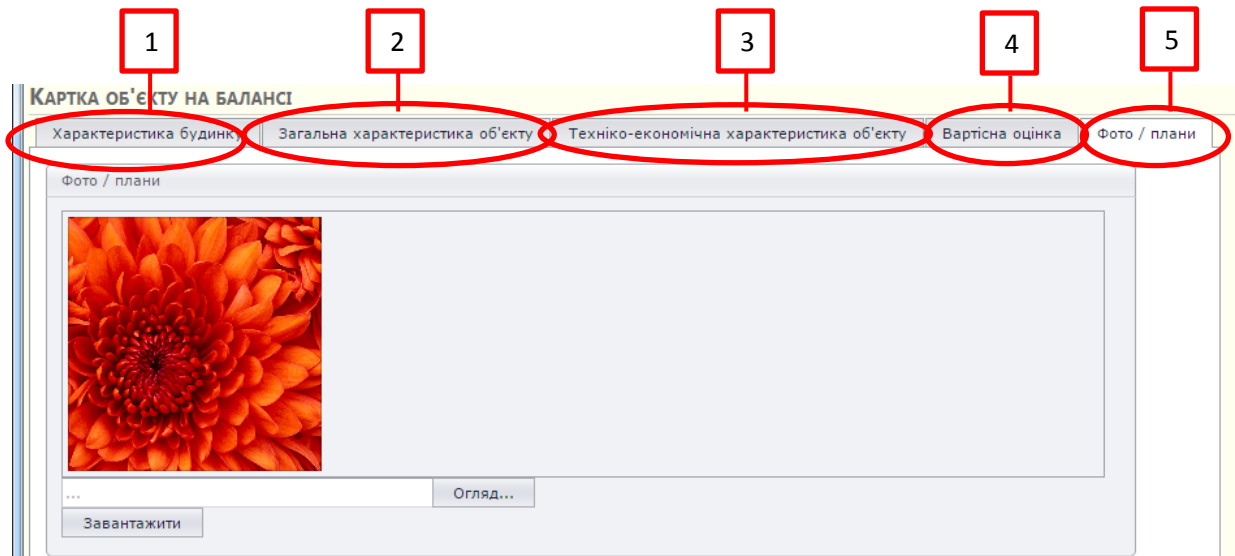 1 2 3 4 5
Картка об'єкту на балансі
Характеристика будинку Загальна характеристика об'єкту Техніко-економічна характеристика об'єкту Вартісна оцінка Фото / плани
Фото / плани
... Огляд...
Завантажити